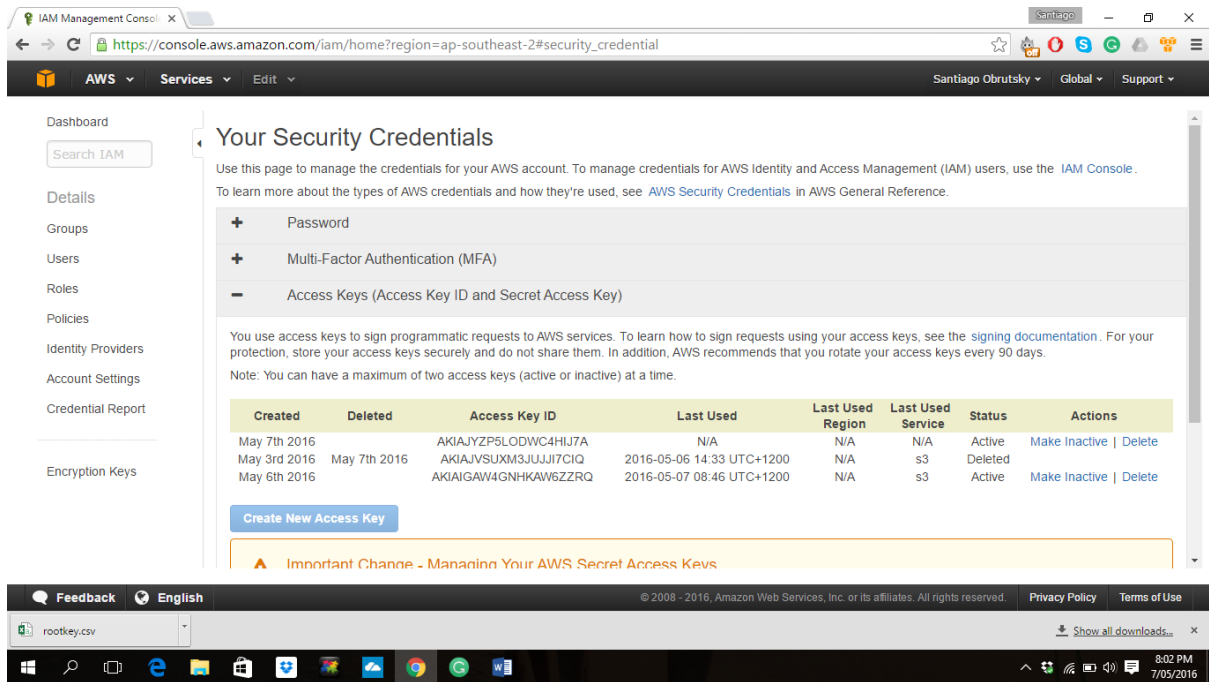 IAM Management Consol
Santiago
https://console.aws.amazon.com/iam/home?region=ap-southeast-2#security_credential
off
AWS Services Edit Santiago Obrutsky Global Support
Dashboard
Search IAM
Details
Groups
Users
Roles
Policies
Identity Providers
Account Settings
Credential Report
Encryption Keys
Your Security Credentials
Use this page to manage the credentials for your AWS account. To manage credentials for AWS Identity and Access Management (IAM) users, use the IAM Console.
To learn more about the types of AWS credentials and how they're used, see AWS Security Credentials in AWS General Reference.
+ Password
+ Multi-Factor Authentication (MFA)
− Access Keys (Access Key ID and Secret Access Key)
You use access keys to sign programmatic requests to AWS services. To learn how to sign requests using your access keys, see the signing documentation. For your
protection, store your access keys securely and do not share them. In addition, AWS recommends that you rotate your access keys every 90 days.
Note: You can have a maximum of two access keys (active or inactive) at a time.
Created Deleted Access Key ID Last Used Last Used Region Last Used Service Status Actions
May 7th 2016 AKIAJYZP5LODWC4HIJ7A N/A N/A N/A Active Make Inactive | Delete
May 3rd 2016 May 7th 2016 AKIAJVSUXM3JUJJI7CIQ 2016-05-06 14:33 UTC+1200 N/A s3 Deleted
May 6th 2016 AKIAIGAW4GNHKAW6ZZRQ 2016-05-07 08:46 UTC+1200 N/A s3 Active Make Inactive | Delete
Create New Access Key
Important Change - Managing Your AWS Secret Access Keys
Feedback English © 2008 - 2016, Amazon Web Services, Inc. or its affiliates. All rights reserved. Privacy Policy Terms of Use
rootkey.csv Show all downloads...
8:02 PM
7/05/2016